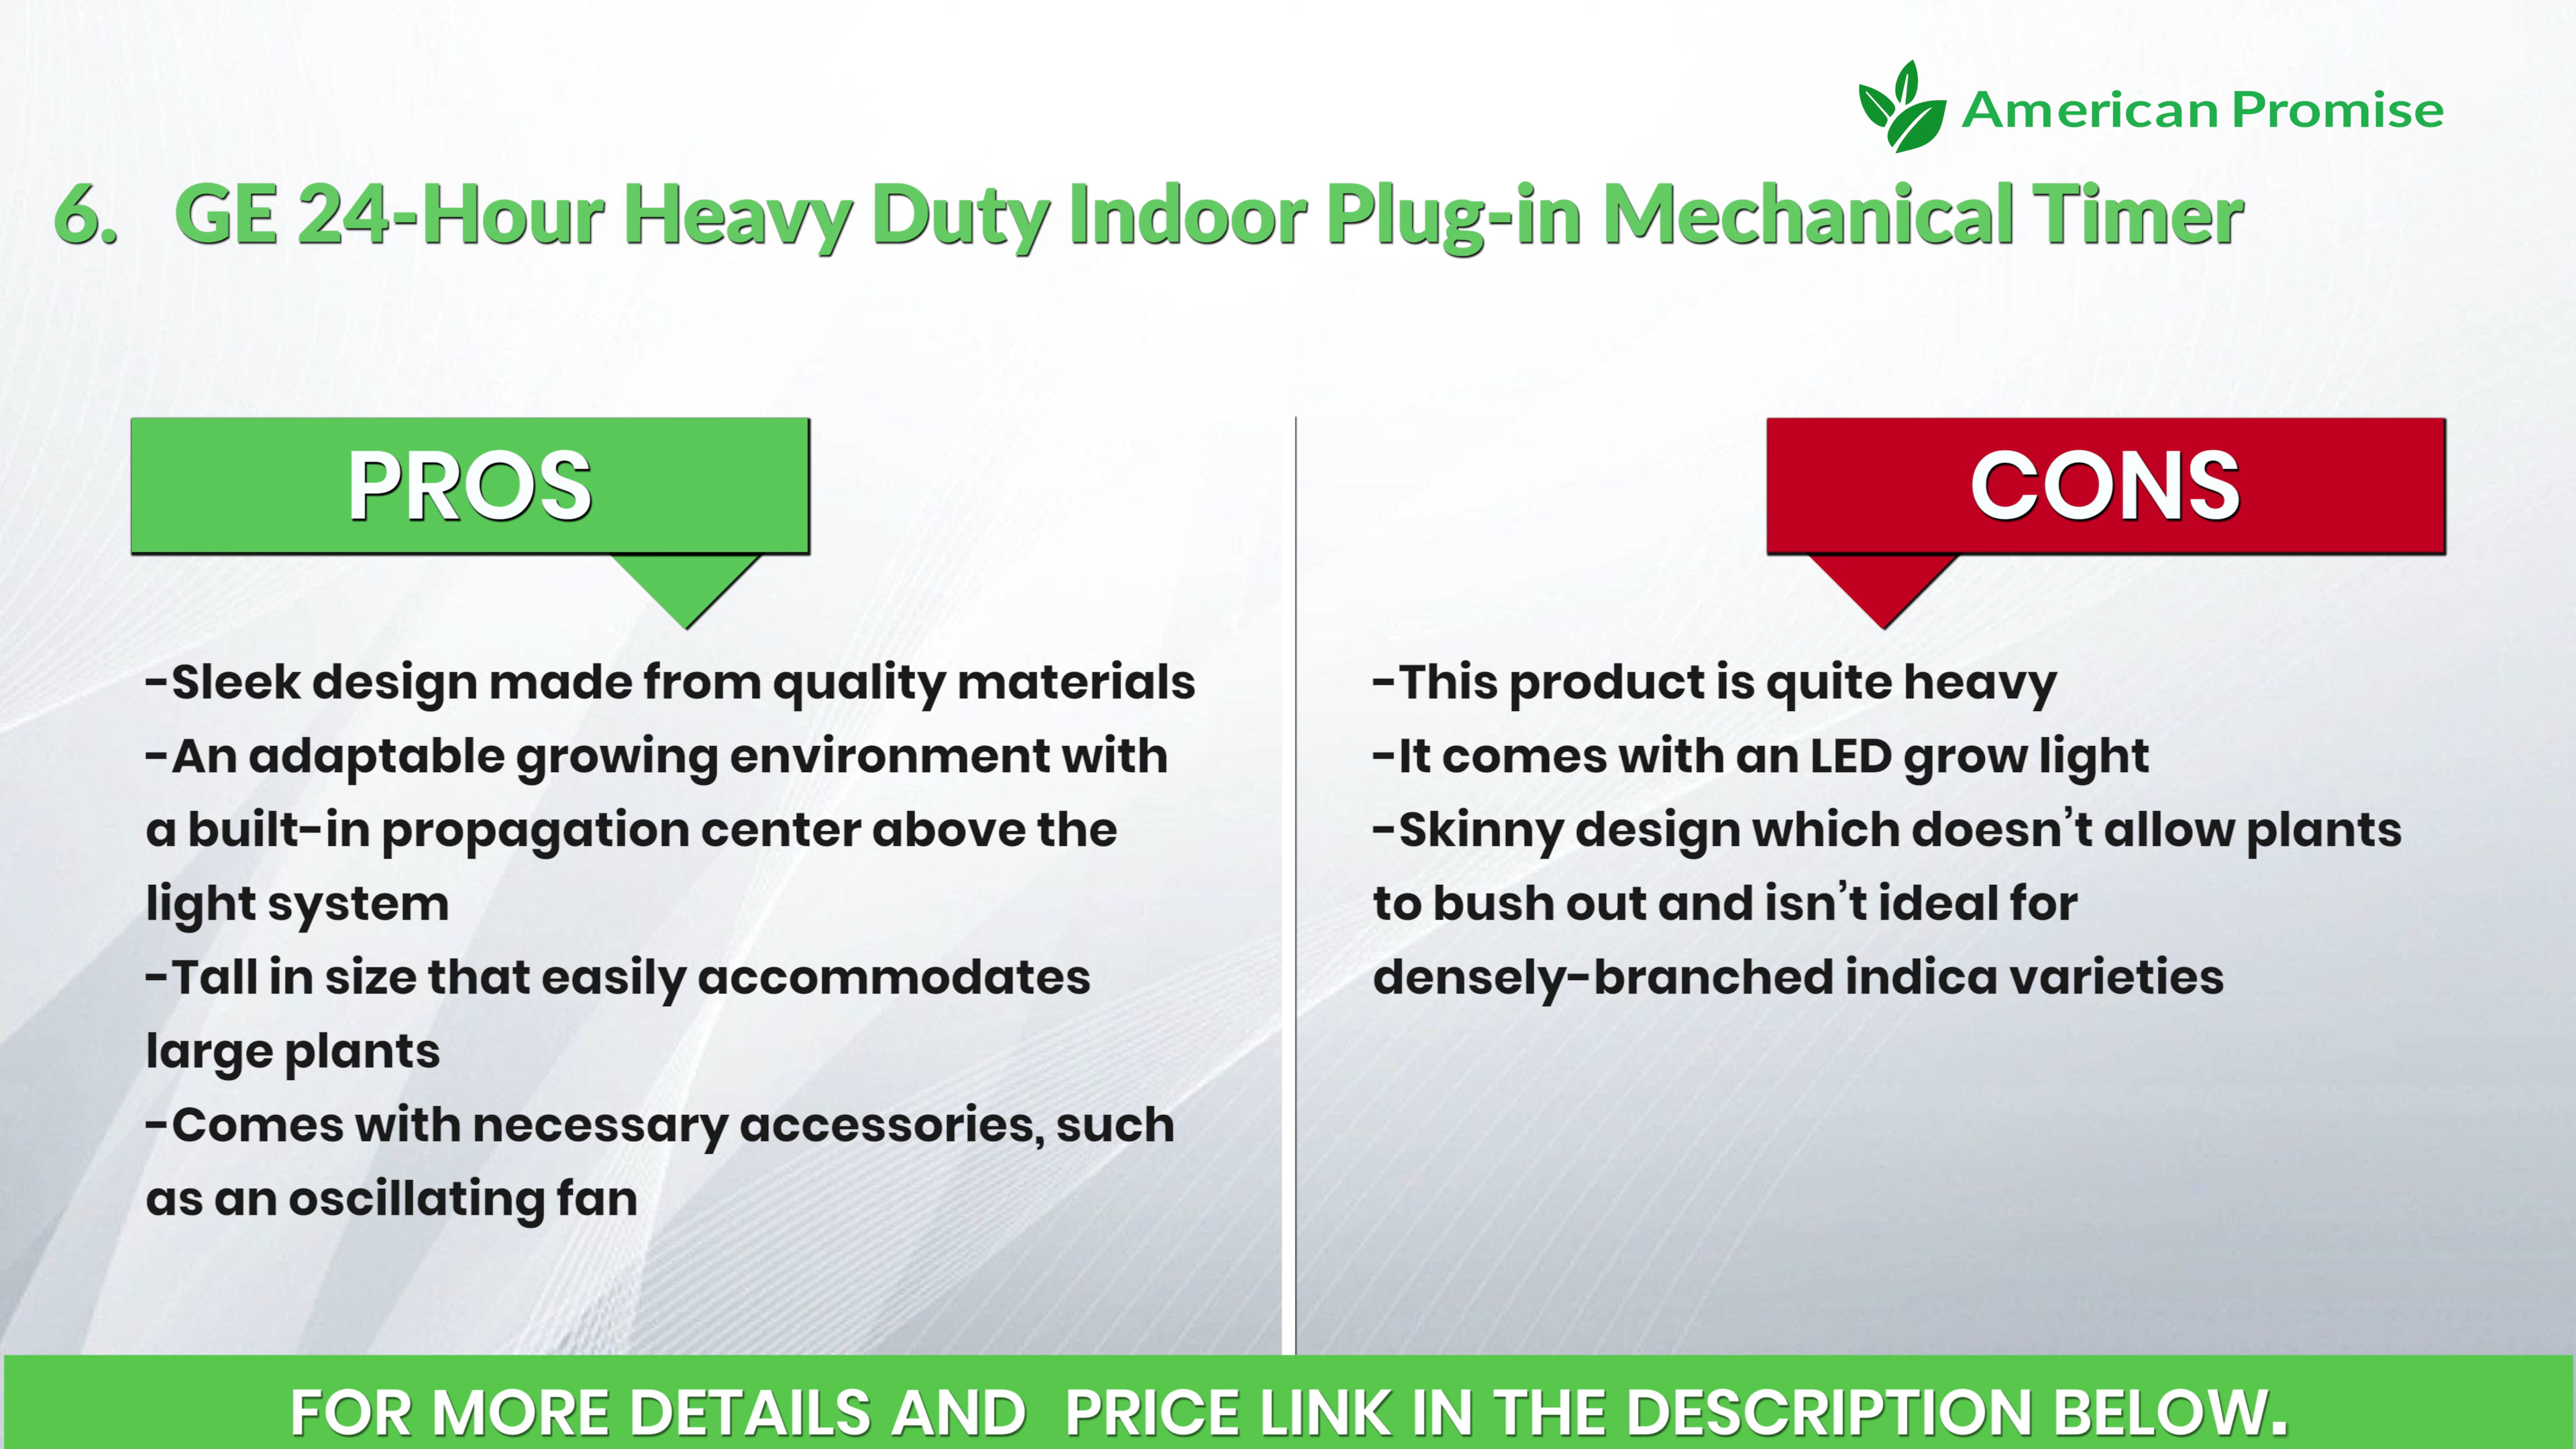 American Promise
6. GE 24-Hour Heavy Duty Indoor Plug-in Mechanical Timer
PROS
-Sleek design made from quality materials
-An adaptable growing environment with
a built-in propagation center above the
light system
-Tall in size that easily accommodates
large plants
-Comes with necessary accessories, such
as an oscillating fan
CONS
-This product is quite heavy
-It comes with an LED grow light
-Skinny design which doesn’t allow plants
to bush out and isn’t ideal for
densely-branched indica varieties
FOR MORE DETAILS AND PRICE LINK IN THE DESCRIPTION BELOW.